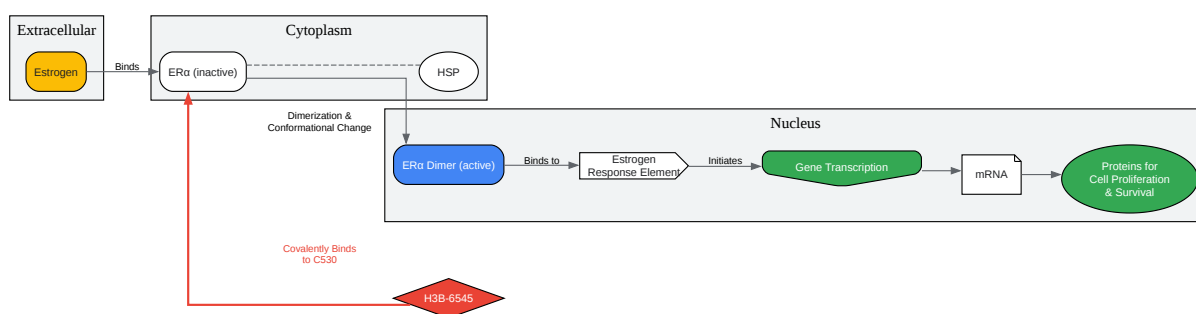 Extracellular
Cytoplasm
Estrogen
Binds
ERα (inactive)
HSP
Dimerization &
Conformational Change
Nucleus
ERα Dimer (active)
Binds to
Estrogen
Response Element
Initiates
Gene Transcription
mRNA
Proteins for
Cell Proliferation
& Survival
Covalently Binds
to C530
H3B-6545